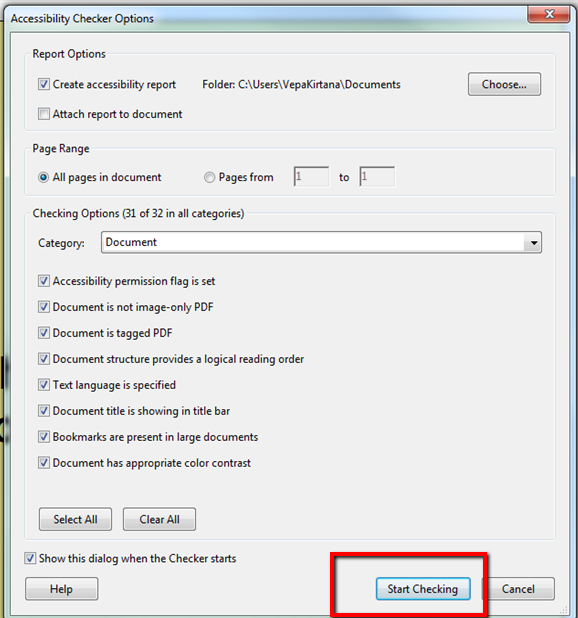 Accessibility Checker Options
Report Options
Create accessibility report Folder: C:\Users\VepaKirtana\Documents Choose...
Attach report to document
Page Range
All pages in document Pages from 1 to 1
Checking Options (31 of 32 in all categories)
Category: Document
Accessibility permission flag is set
Document is not image-only PDF
Document is tagged PDF
Document structure provides a logical reading order
Text language is specified
Document title is showing in title bar
Bookmarks are present in large documents
Document has appropriate color contrast
Select All Clear All
Show this dialog when the Checker starts
Help Start Checking Cancel